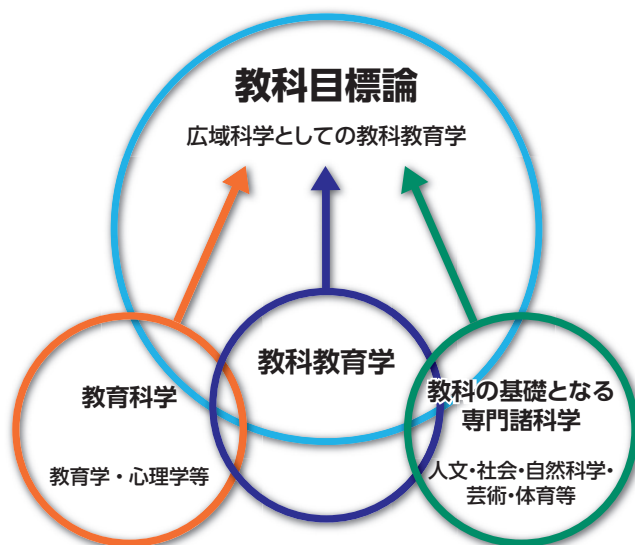 教科目標論
広域科学としての教科教育学
教科教育学
教育科学
教育学・心理学等
教科の基礎となる
専門諸科学
人文・社会・自然科学・
芸術・体育等